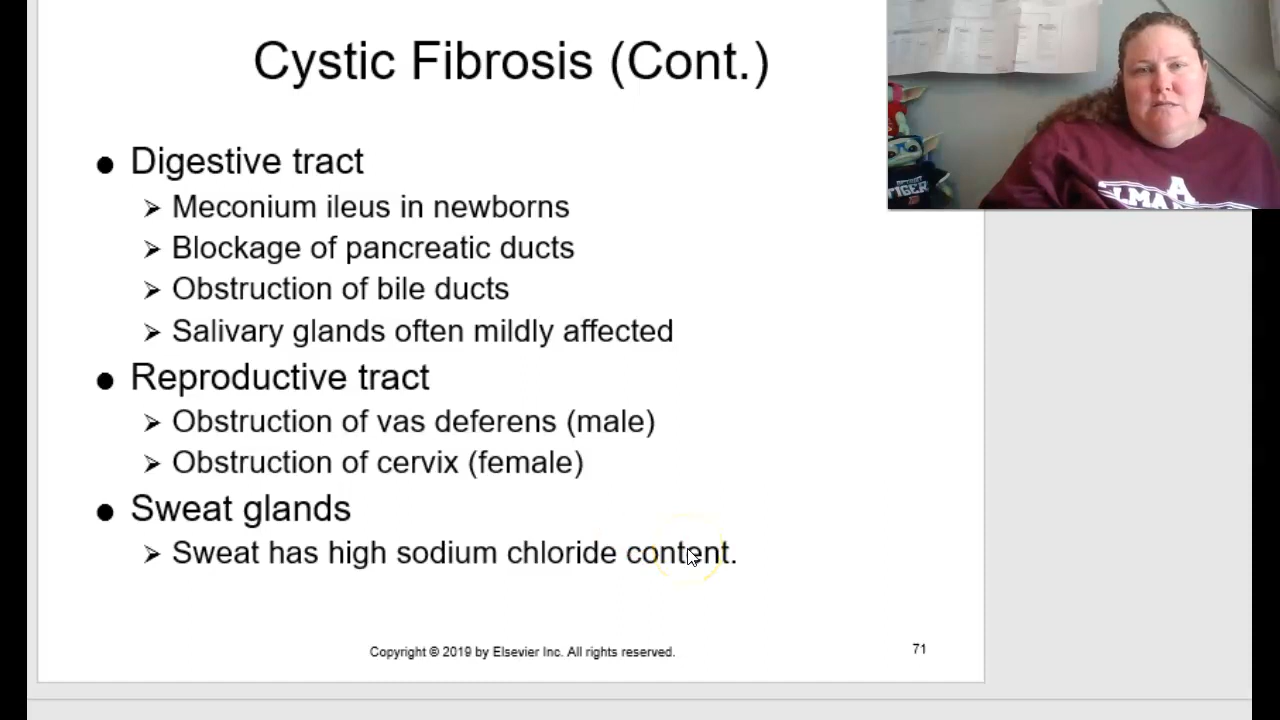 Cystic Fibrosis (Cont.)
● Digestive tract
➢ Meconium ileus in newborns
➢ Blockage of pancreatic ducts
➢ Obstruction of bile ducts
➢ Salivary glands often mildly affected
● Reproductive tract
➢ Obstruction of vas deferens (male)
➢ Obstruction of cervix (female)
● Sweat glands
➢ Sweat has high sodium chloride content.
Copyright © 2019 by Elsevier Inc. All rights reserved.
71
DETROIT
TIGER
A